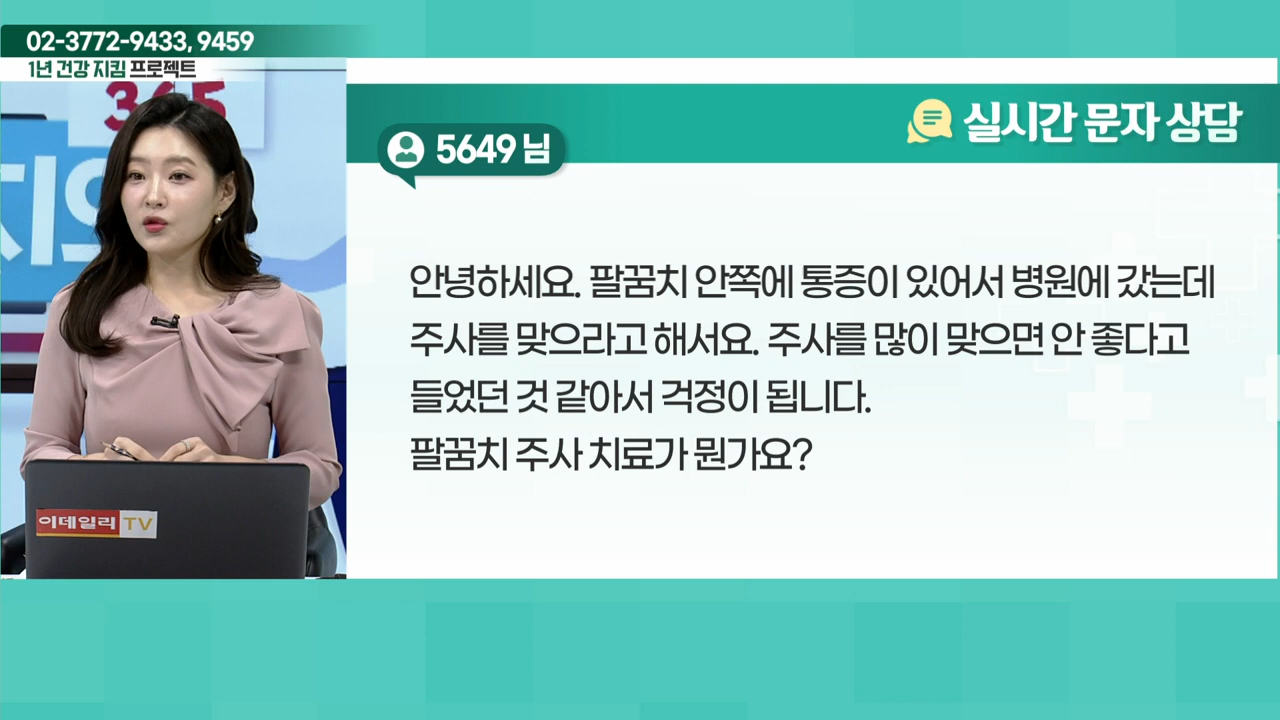 02-3772-9433, 9459
1년 건강 지킴 프로젝트
365
지의
실시간 문자 상담
5649 님
안녕하세요. 팔꿈치 안쪽에 통증이 있어서 병원에 갔는데
주사를 맞으라고 해서요. 주사를 많이 맞으면 안 좋다고
들었던 것 같아서 걱정이 됩니다.
팔꿈치 주사 치료가 뭔가요?
이데일리 TV